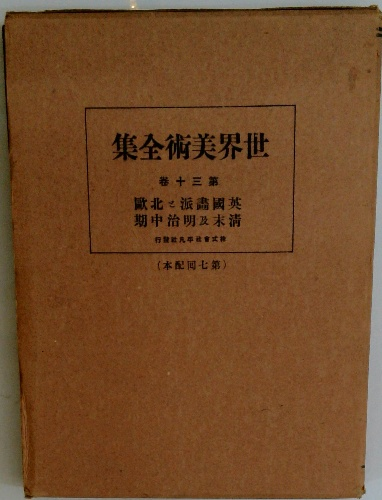 世界美術全集
第三十巻
英國畵派と北歐
清末及明治中期
株式會社平凡社發行
(第七回配本)